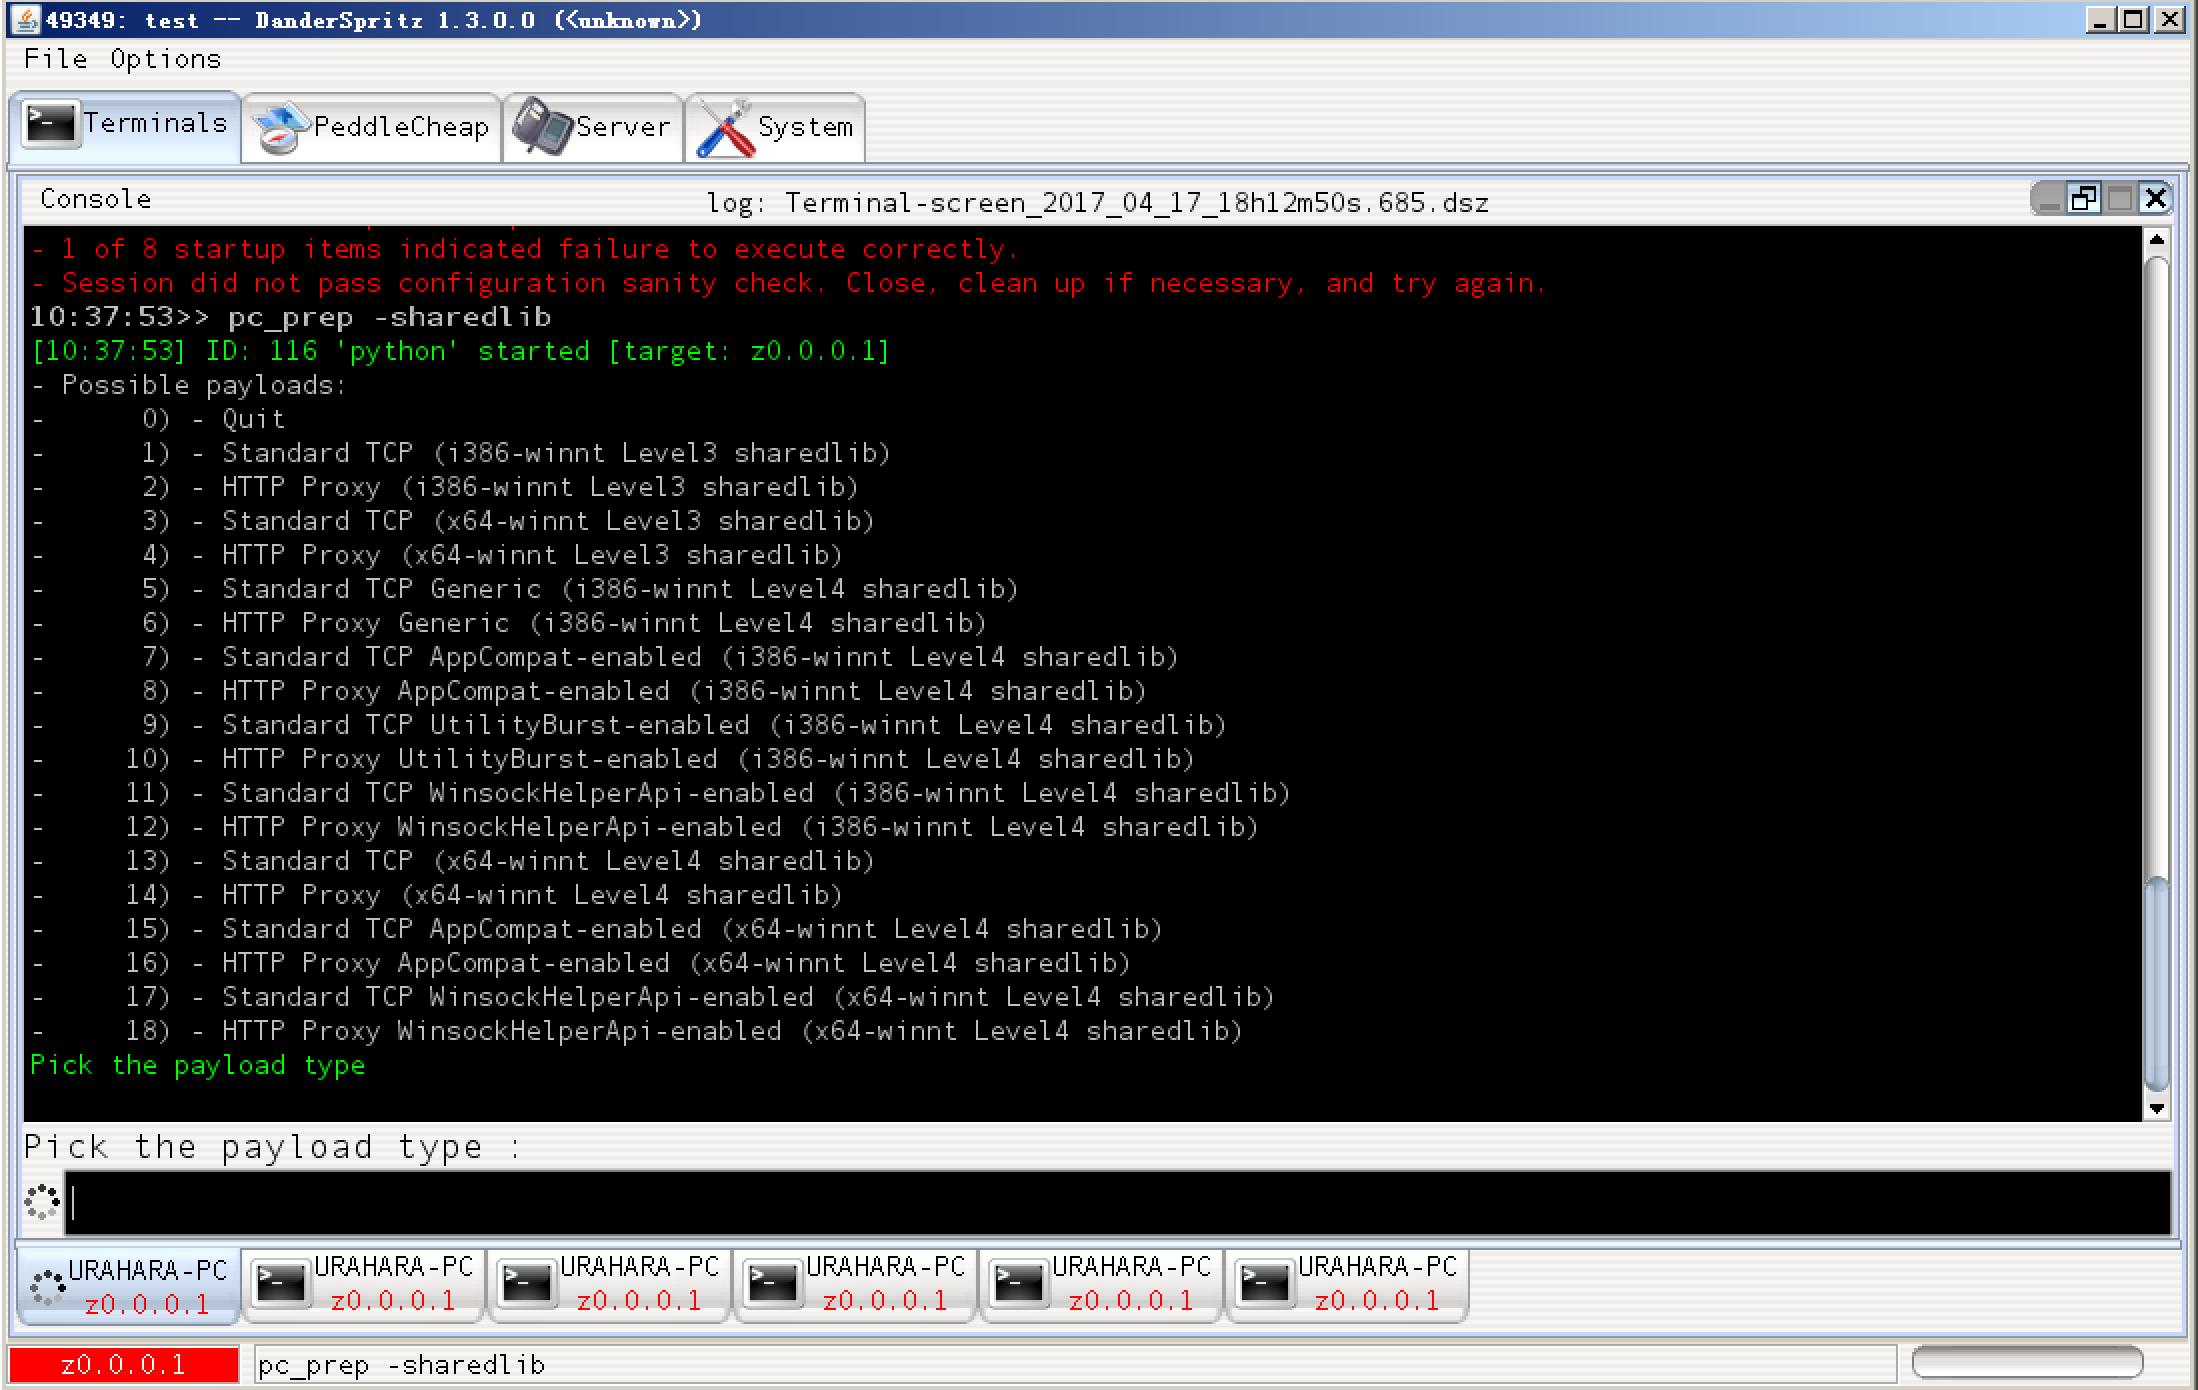 49349: test -- DanderSpritz 1.3.0.0 (<unknown>)
File Options
Terminals PeddleCheap Server System
Console log: Terminal-screen_2017_04_17_18h12m50s.685.dsz
- 1 of 8 startup items indicated failure to execute correctly.
- Session did not pass configuration sanity check. Close, clean up if necessary, and try again.
10:37:53>> pc_prep -sharedlib
[10:37:53] ID: 116 'python' started [target: z0.0.0.1]
- Possible payloads:
- 0) - Quit
- 1) - Standard TCP (i386-winnt Level3 sharedlib)
- 2) - HTTP Proxy (i386-winnt Level3 sharedlib)
- 3) - Standard TCP (x64-winnt Level3 sharedlib)
- 4) - HTTP Proxy (x64-winnt Level3 sharedlib)
- 5) - Standard TCP Generic (i386-winnt Level4 sharedlib)
- 6) - HTTP Proxy Generic (i386-winnt Level4 sharedlib)
- 7) - Standard TCP AppCompat-enabled (i386-winnt Level4 sharedlib)
- 8) - HTTP Proxy AppCompat-enabled (i386-winnt Level4 sharedlib)
- 9) - Standard TCP UtilityBurst-enabled (i386-winnt Level4 sharedlib)
- 10) - HTTP Proxy UtilityBurst-enabled (i386-winnt Level4 sharedlib)
- 11) - Standard TCP WinsockHelperApi-enabled (i386-winnt Level4 sharedlib)
- 12) - HTTP Proxy WinsockHelperApi-enabled (i386-winnt Level4 sharedlib)
- 13) - Standard TCP (x64-winnt Level4 sharedlib)
- 14) - HTTP Proxy (x64-winnt Level4 sharedlib)
- 15) - Standard TCP AppCompat-enabled (x64-winnt Level4 sharedlib)
- 16) - HTTP Proxy AppCompat-enabled (x64-winnt Level4 sharedlib)
- 17) - Standard TCP WinsockHelperApi-enabled (x64-winnt Level4 sharedlib)
- 18) - HTTP Proxy WinsockHelperApi-enabled (x64-winnt Level4 sharedlib)
Pick the payload type
Pick the payload type :
URAHARA-PC URAHARA-PC URAHARA-PC URAHARA-PC URAHARA-PC URAHARA-PC
z0.0.0.1 z0.0.0.1 z0.0.0.1 z0.0.0.1 z0.0.0.1 z0.0.0.1
z0.0.0.1 pc_prep -sharedlib